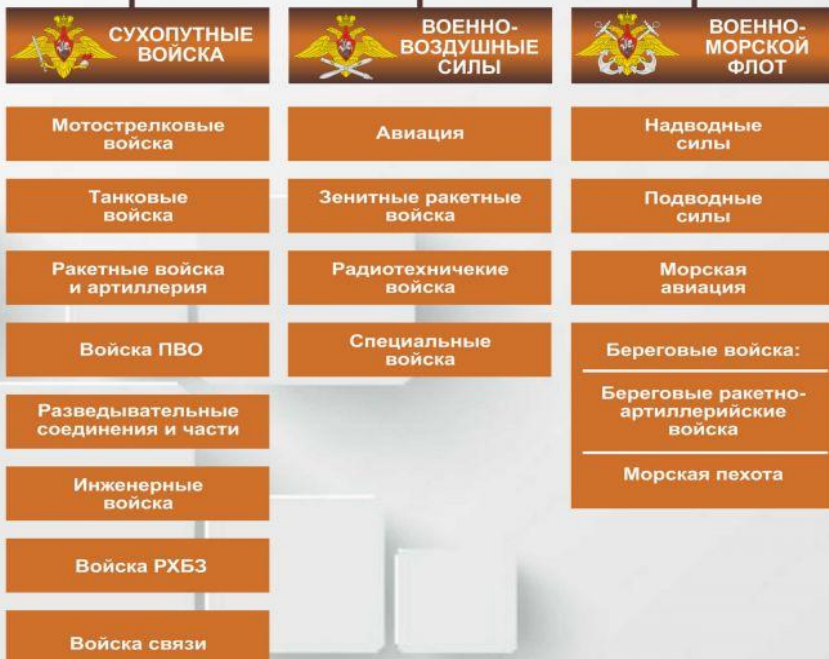 СУХОПУТНЫЕ
ВОЙСКА
Мотострелковые
войска
Танковые
войска
Ракетные войска
и артиллерия
Войска ПВО
Разведывательные
соединения и части
Инженерные
войска
Войска РХБЗ
Войска связи
ВОЕННО-
ВОЗДУШНЫЕ
СИЛЫ
Авиация
Зенитные ракетные
войска
Радиотехничекие
войска
Специальные
войска
ВОЕННО-
МОРСКОЙ
ФЛОТ
Надводные
силы
Подводные
силы
Морская
авиация
Береговые войска:
Береговые ракетно-
артиллерийские
войска
Морская пехота